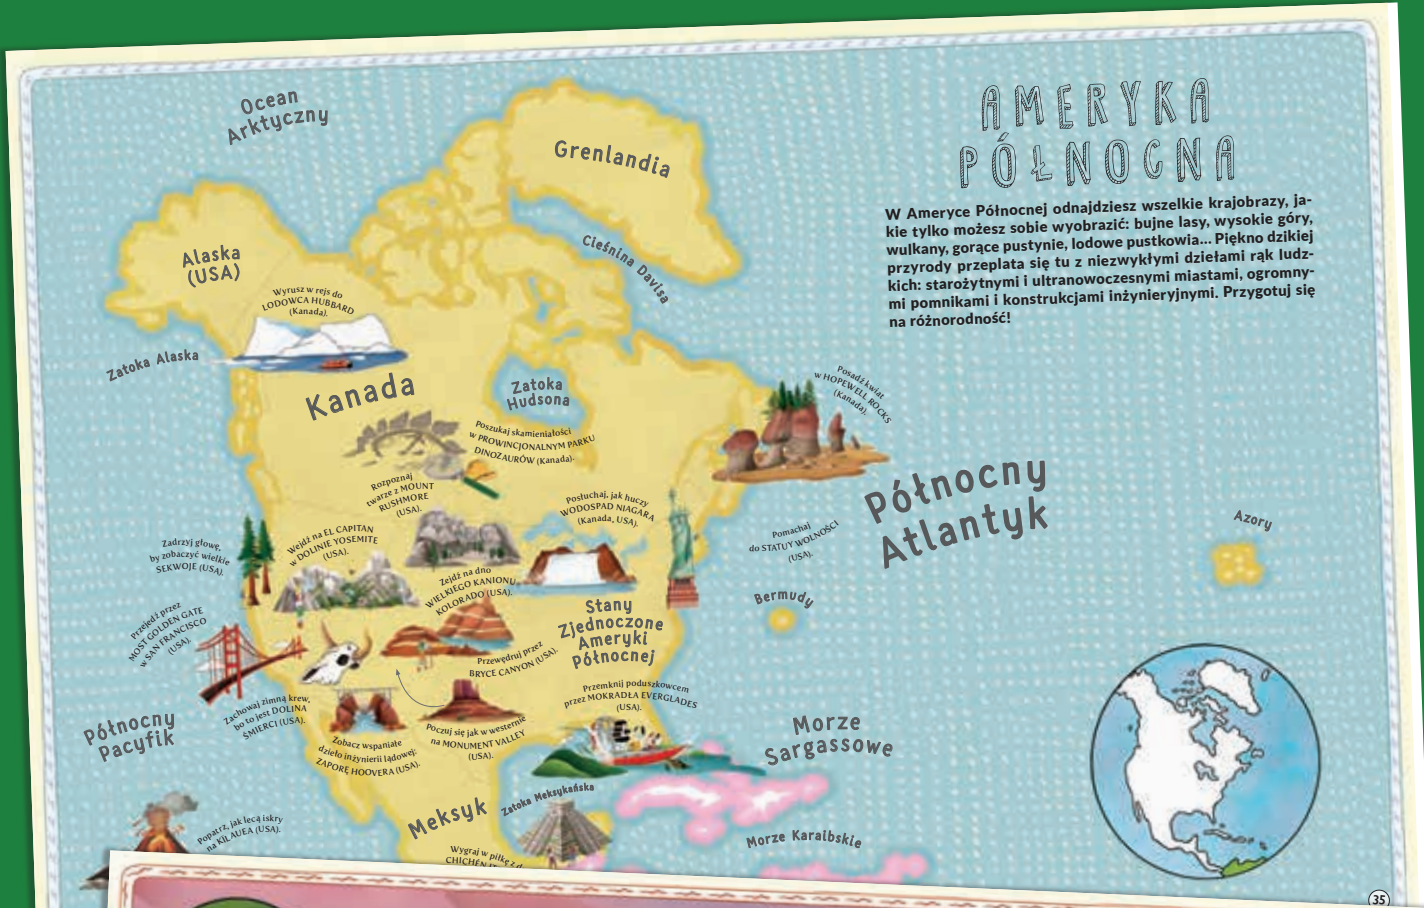 Ocean
Arktyczny
AMERYKA
PÓŁNOCNA
W Ameryce Północnej odnajdziesz wszelkie krajobrazy, ja-
kie tylko możesz sobie wyobrazić: bujne lasy, wysokie góry,
wulkany, gorące pustynie, lodowe pustkowia... Piękno dzikiej
przyrody przeplata się tu z niezwykłymi dziełami rąk ludz-
kich: starożytnymi i ultranowoczesnymi miastami, ogromny-
mi pomnikami i konstrukcjami inżynieryjnymi. Przygotuj się
na różnorodność!
Grenlandia
Cieśnina Davisa
Alaska
(USA)
Wyrusz w rejs do
LODOWCA HUBBARD
(Kanada).
Zatoka Alaska
Kanada
Zatoka
Hudsona
Posadź kwiat
w HOPEWELL ROCKS
(Kanada).
Poszukaj skamieniałości
w PROWINCJONALNYM PARKU
DINOZAURÓW (Kanada).
Rozpoznaj
twarze z MOUNT
RUSHMORE
(USA).
Posłuchaj, jak huczy
WODOSPAD NIAGARA
(Kanada, USA).
Północny
Atlantyk
Azory
Pomachaj
do STATUY WOLNOŚCI
(USA).
Zadrzyj głowę,
by zobaczyć wielkie
SEKWOJE (USA).
Wejdź na EL CAPITAN
w DOLINIE YOSEMITE
(USA).
Zejdź na dno
WIELKIEGO KANIONU
KOLORADO (USA).
Bermudy
Stany
Zjednoczone
Ameryki
Północnej
Przejedź przez
MOST GOLDEN GATE
w SAN FRANCISCO
(USA).
Przewędruj przez
BRYCE CANYON (USA).
Przemknij poduszkowcem
przez MOKRADŁA EVERGLADES
(USA).
Zachowaj zimną krew,
bo to jest DOLINA
ŚMIERCI (USA).
Północny
Pacyfik
Zobacz wspaniałe
dzieło inżynierii lądowej:
ZAPORĘ HOOVERA (USA).
Poczuj się jak w westernie
na MONUMENT VALLEY
(USA).
Morze
Sargassowe
Zatoka Meksykańska
Meksyk
Popatrz, jak lecą iskry
na KILAUEA (USA).
Morze Karaibskie
Wygraj w piłkę z
CHICHÉN
35